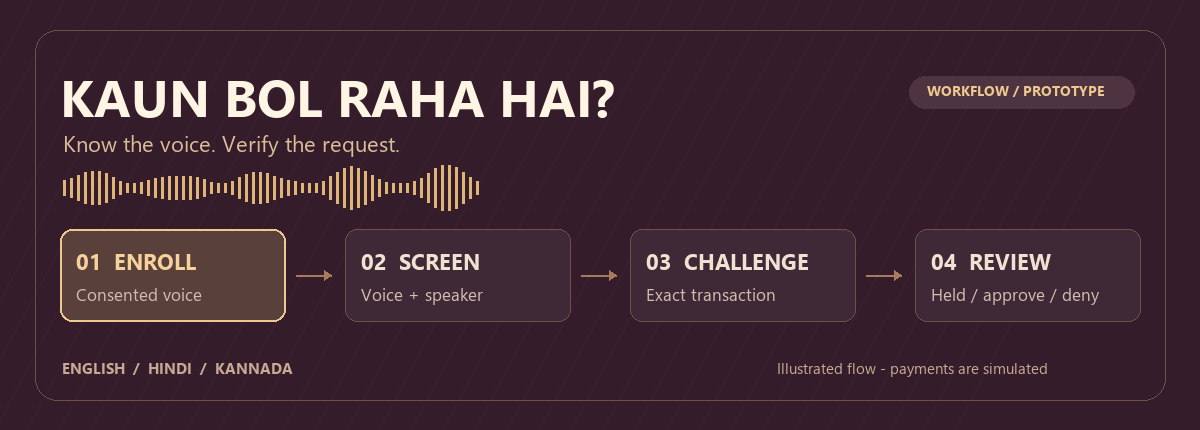 KAUN BOL RAHA HAI?
WORKFLOW / PROTOTYPE
Know the voice. Verify the request.
01 ENROLL
Consented voice
02 SCREEN
Voice + speaker
03 CHALLENGE
Exact transaction
04 REVIEW
Held / approve / deny
ENGLISH / HINDI / KANNADA
Illustrated flow - payments are simulated